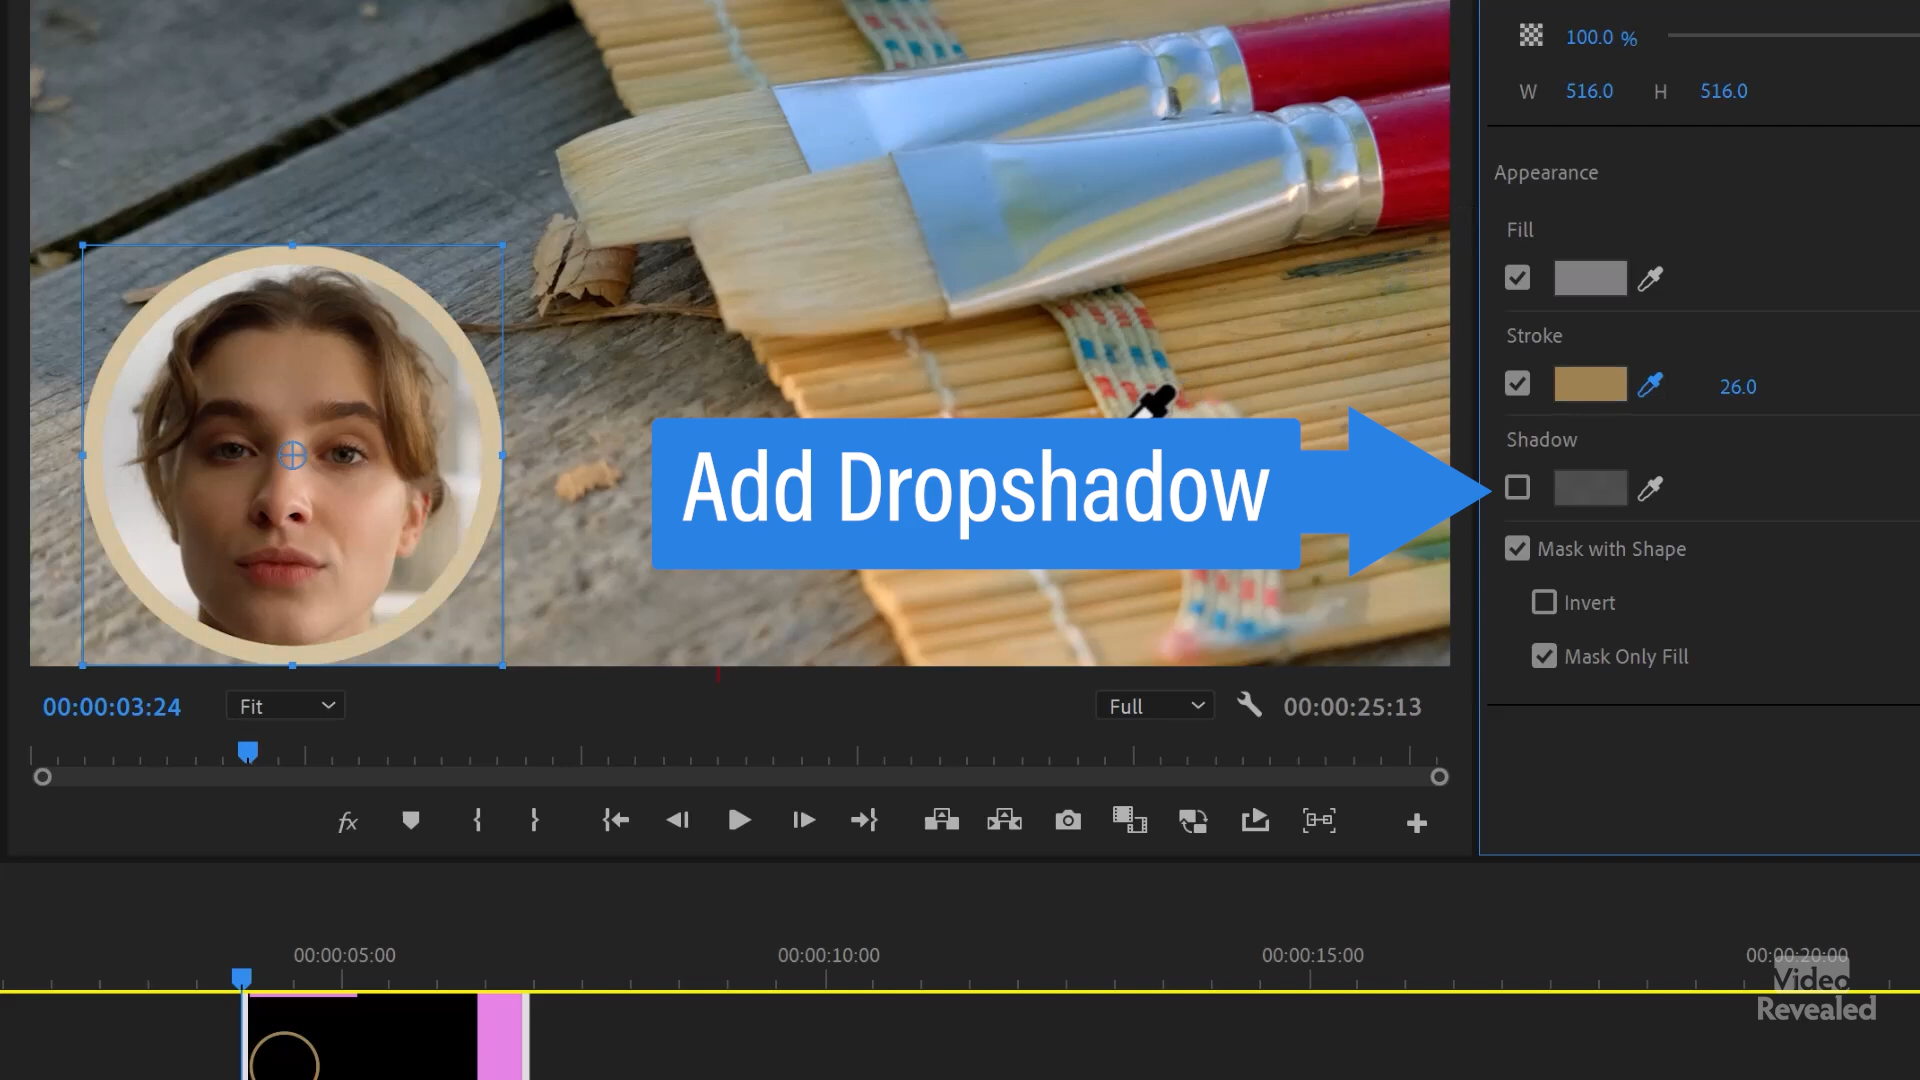 100.0 %
W 516.0 H 516.0
Appearance
Fill
Stroke
26.0
Shadow
Add Dropshadow
Mask with Shape
Invert
Mask Only Fill
00:00:03:24 Fit Full 00:00:25:13
fx
00:00:05:00 00:00:10:00 00:00:15:00 00:00:20:00
Video
Revealed